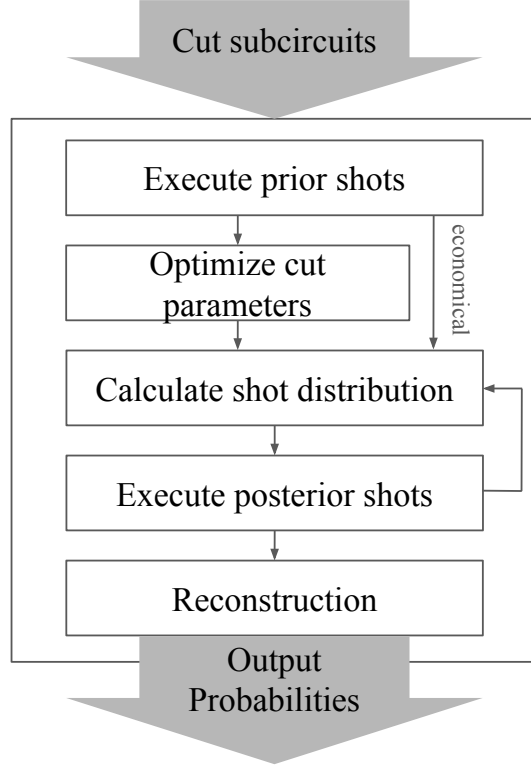 Cut subcircuits
Execute prior shots
economical
Optimize cut
parameters
Calculate shot distribution
Execute posterior shots
Reconstruction
Output
Probabilities